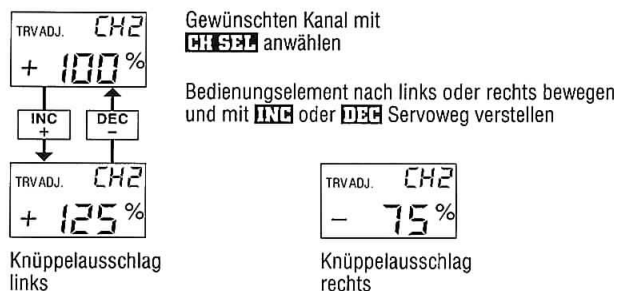 TRV ADJ. CH2
+ 100%
Gewünschten Kanal mit
CH SEL anwählen
INC
+
DEC
−
Bedienungselement nach links oder rechts bewegen
und mit INC oder DEC Servoweg verstellen
TRV ADJ. CH2
+ 125%
Knüppelausschlag
links
TRV ADJ. CH2
− 75%
Knüppelausschlag
rechts